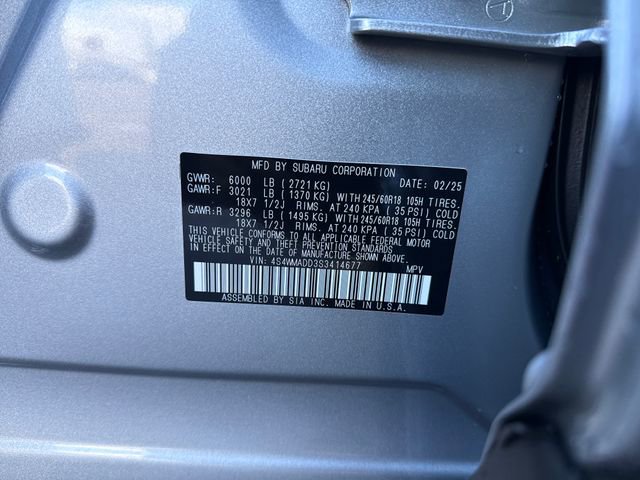 MFD BY SUBARU CORPORATION
GVWR: 6000 LB (2721 KG) DATE: 02/25
GAWR:F 3021 LB (1370 KG) WITH 245/60R18 105H TIRES.
18X7 1/2J RIMS. AT 240 KPA (35 PSI) COLD
GAWR:R 3296 LB (1495 KG) WITH 245/60R18 105H TIRES.
18X7 1/2J RIMS. AT 240 KPA (35 PSI) COLD
THIS VEHICLE CONFORMS TO ALL APPLICABLE FEDERAL MOTOR
VEHICLE SAFETY AND THEFT PREVENTION STANDARDS
IN EFFECT ON THE DATE OF MANUFACTURE SHOWN ABOVE.
VIN: 4S4WMADD3S3414677 MPV
ASSEMBLED BY SIA INC. MADE IN U.S.A.